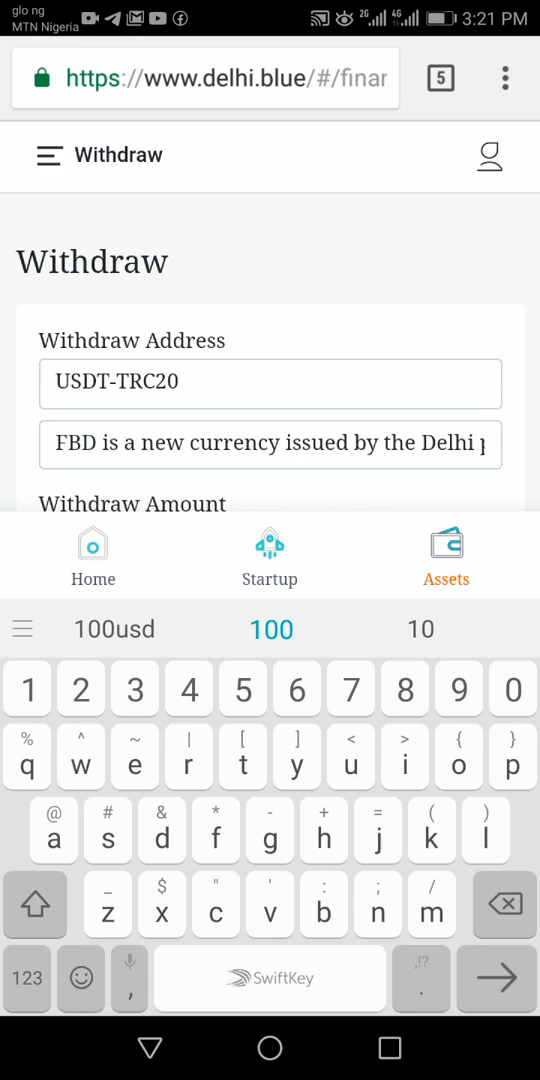 glo ng
MTN Nigeria
2G 4G 3:21 PM
https://www.delhi.blue/#/finar
5
Withdraw
Withdraw
Withdraw Address
USDT-TRC20
FBD is a new currency issued by the Delhi
Withdraw Amount
Home Startup Assets
100usd 100 10
1 2 3 4 5 6 7 8 9 0
% ^ ~ | [ ] < > { }
q w e r t y u i o p
@ # & * - + = ( )
a s d f g h j k l
_ $ " ' : ; /
z x c v b n m
,!?
123 , SwiftKey .